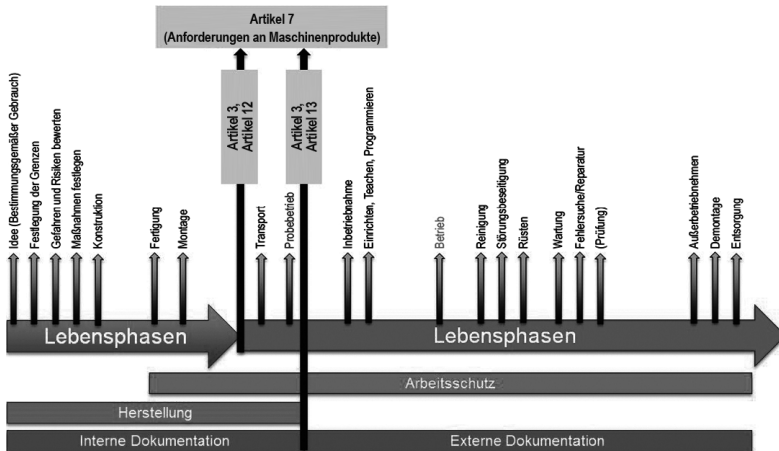 Artikel 7
(Anforderungen an Maschinenprodukte)
Artikel 3,
Artikel 12
Artikel 3,
Artikel 13
Idee (Bestimmungsgemäßer Gebrauch)
Festlegung der Grenzen
Gefahren und Risiken bewerten
Maßnahmen festlegen
Konstruktion
Fertigung
Montage
Transport
Probebetrieb
Inbetriebnahme
Einrichten, Teachen, Programmieren
Betrieb
Reinigung
Störungsbeseitigung
Rüsten
Wartung
Fehlersuche/Reparatur
(Prüfung)
Außerbetriebnehmen
Demontage
Entsorgung
Lebensphasen
Lebensphasen
Arbeitsschutz
Herstellung
Interne Dokumentation
Externe Dokumentation